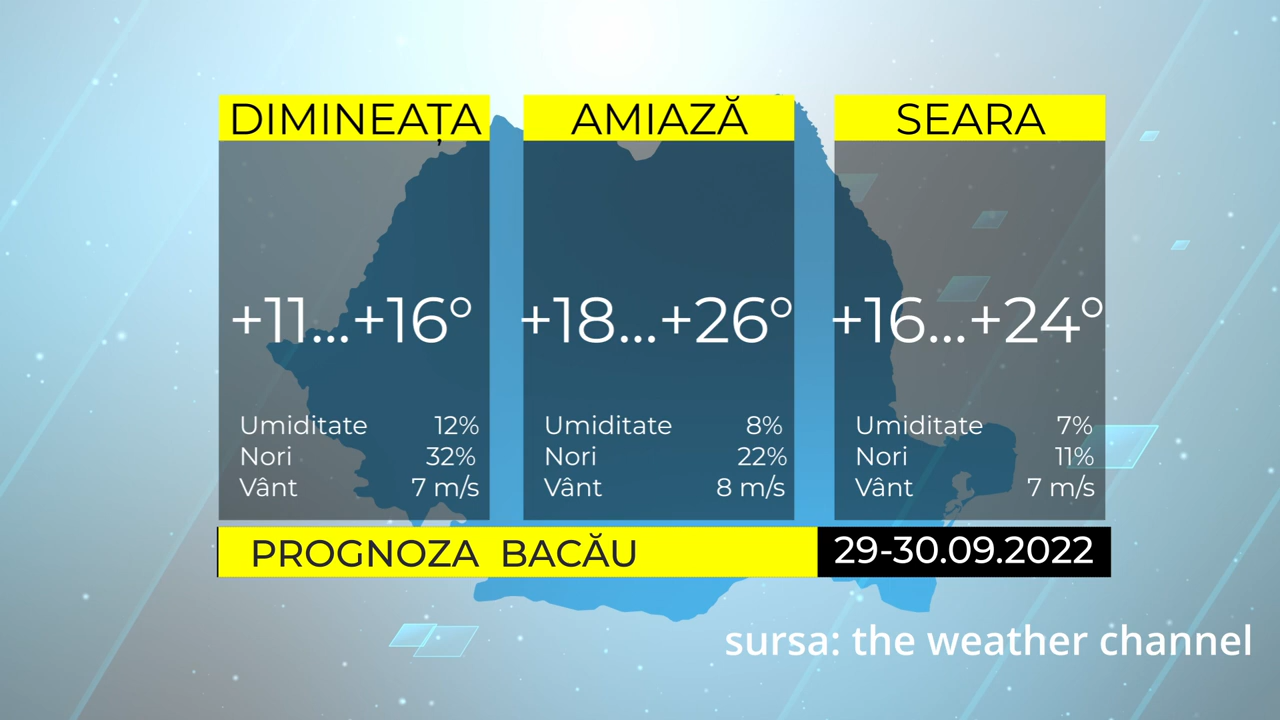 DIMINEAȚA
+11...+16°
Umiditate 12%
Nori 32%
Vânt 7 m/s
AMIAZĂ
+18...+26°
Umiditate 8%
Nori 22%
Vânt 8 m/s
SEARA
+16...+24°
Umiditate 7%
Nori 11%
Vânt 7 m/s
PROGNOZA BACĂU
29-30.09.2022
sursa: the weather channel